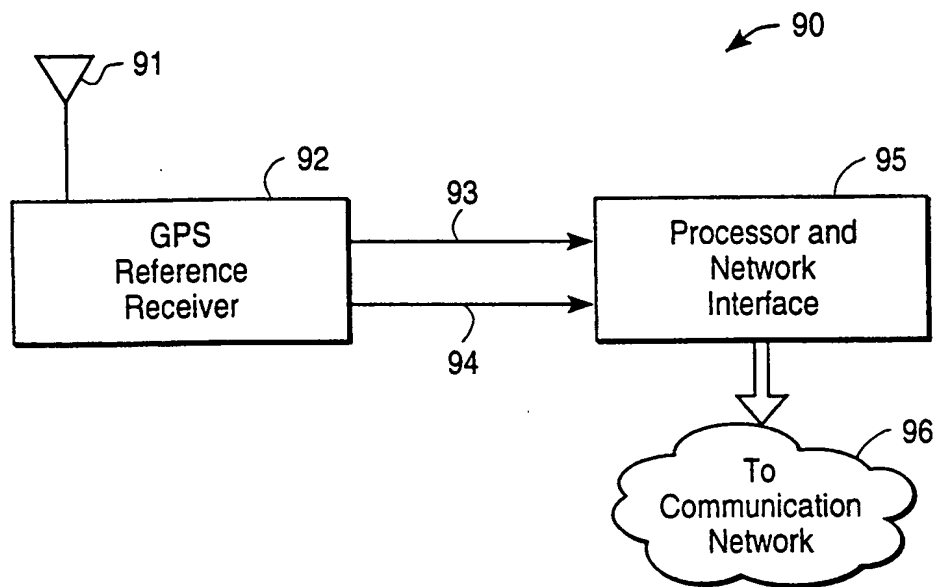 90
91
92
93
95
GPS
Reference
Receiver
Processor and
Network
Interface
94
96
To
Communication
Network